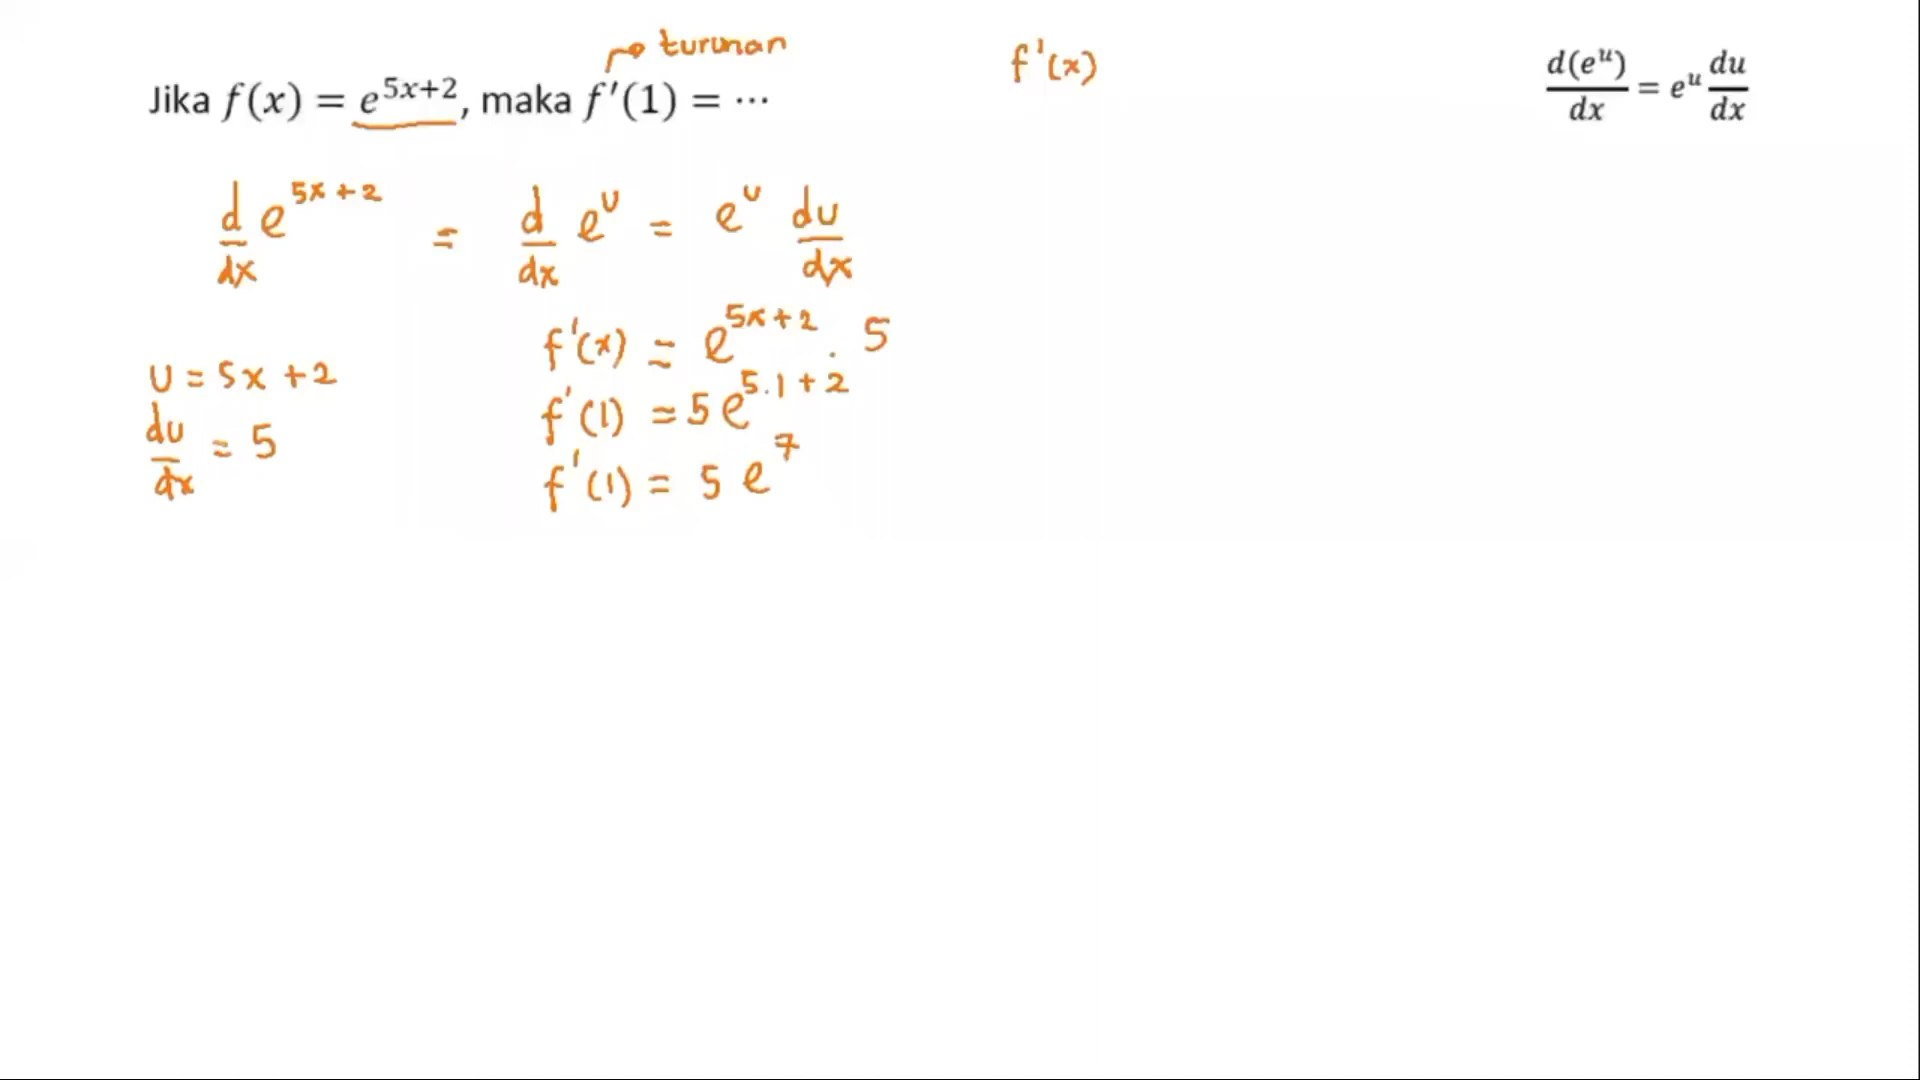 turunan
f'(x)
Jika f(x) = e^{5x+2}, maka f'(1) = ⋯
d(e^u)/dx = e^u du/dx
d/dx e^{5x+2} = d/dx e^u = e^u du/dx
f'(x) = e^{5x+2} . 5
u = 5x + 2
f'(1) = 5e^{5.1+2}
du/dx = 5
f'(1) = 5e^7